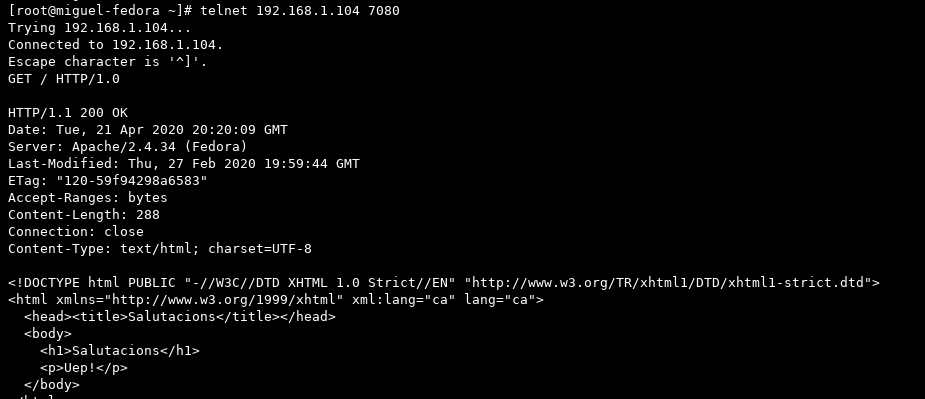 [root@miguel-fedora ~]# telnet 192.168.1.104 7080
Trying 192.168.1.104...
Connected to 192.168.1.104.
Escape character is '^]'.
GET / HTTP/1.0

HTTP/1.1 200 OK
Date: Tue, 21 Apr 2020 20:20:09 GMT
Server: Apache/2.4.34 (Fedora)
Last-Modified: Thu, 27 Feb 2020 19:59:44 GMT
ETag: "120-59f94298a6583"
Accept-Ranges: bytes
Content-Length: 288
Connection: close
Content-Type: text/html; charset=UTF-8

<!DOCTYPE html PUBLIC "-//W3C//DTD XHTML 1.0 Strict//EN" "http://www.w3.org/TR/xhtml1/DTD/xhtml1-strict.dtd">
<html xmlns="http://www.w3.org/1999/xhtml" xml:lang="ca" lang="ca">
  <head><title>Salutacions</title></head>
  <body>
    <h1>Salutacions</h1>
    <p>Uep!</p>
  </body>